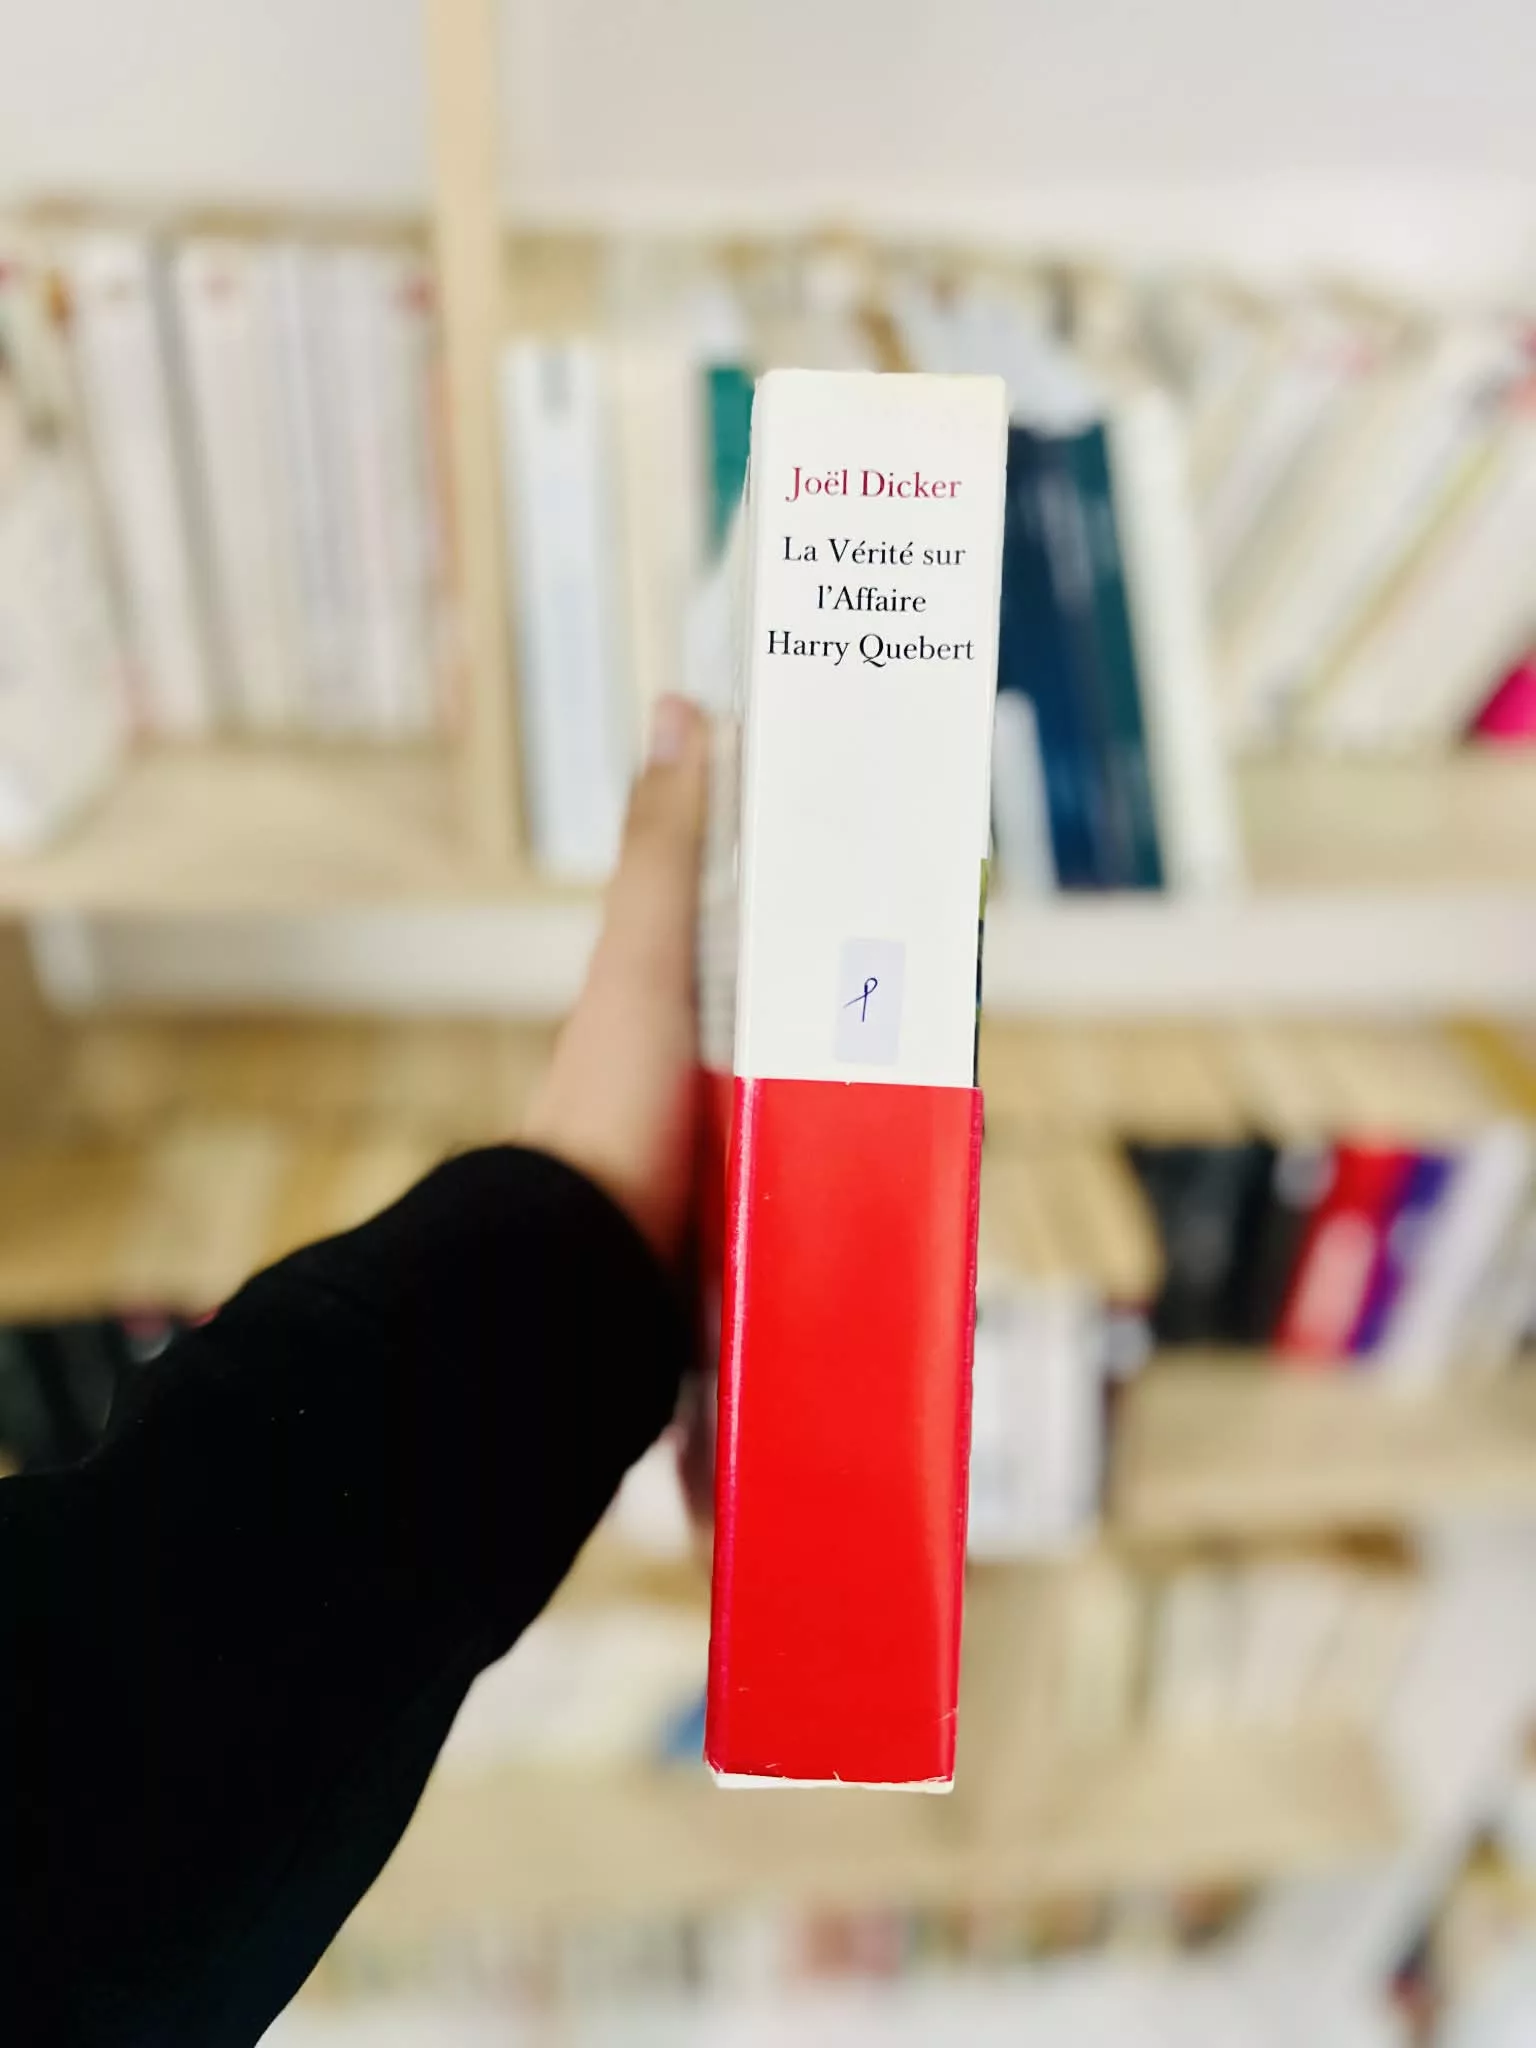 Joël Dicker
La Vérité sur
l'Affaire
Harry Quebert